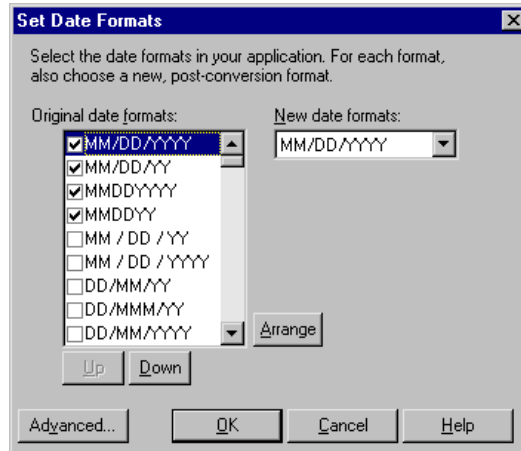 Set Date Formats
Select the date formats in your application. For each format,
also choose a new, post-conversion format.
Original date formats:
New date formats:
MM/DD/YYYY
MM/DD/YYYY
MM/DD/YY
MMDDYYYY
MMDDYY
MM / DD / YY
MM / DD / YYYY
DD/MM/YY
DD/MMM/YY
DD/MM/YYYY
Arrange
Up
Down
Advanced...
OK
Cancel
Help